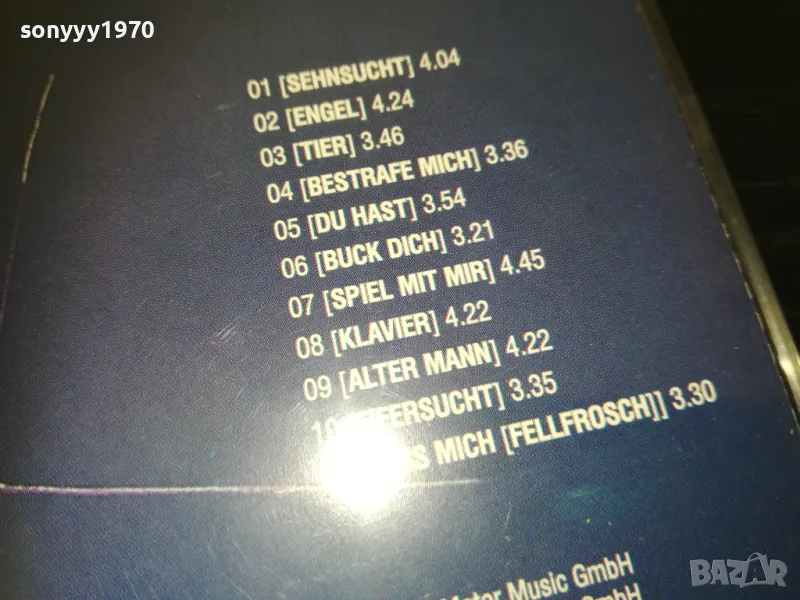 sonyyy1970
01 [SEHNSUCHT] 4.04
02 [ENGEL] 4.24
03 [TIER] 3.46
04 [BESTRAFE MICH] 3.36
05 [DU HAST] 3.54
06 [BUCK DICH] 3.21
07 [SPIEL MIT MIR] 4.45
08 [KLAVIER] 4.22
09 [ALTER MANN] 4.22
3.35
MICH [FELLFROSCH]] 3.30
Music GmbH
GmbH
BAZAR